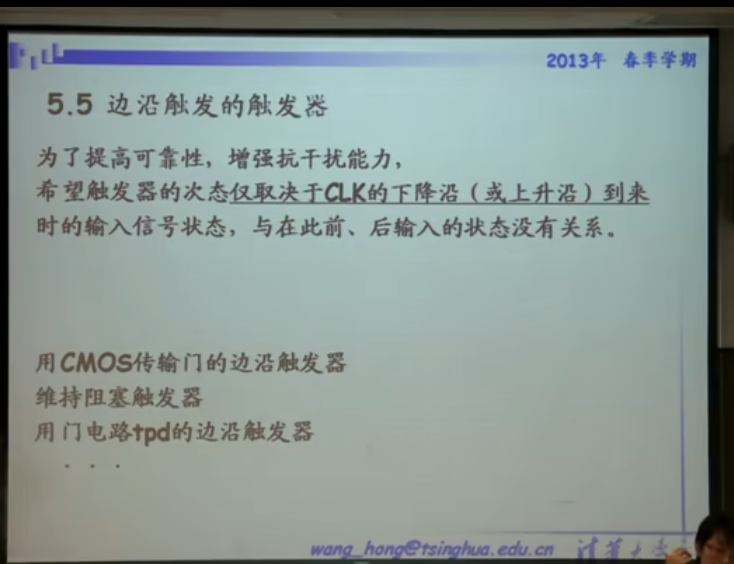 2013年 春季学期
5.5 边沿触发的触发器
为了提高可靠性，增强抗干扰能力，
希望触发器的次态仅取决于CLK的下降沿（或上升沿）到来
时的输入信号状态，与在此前、后输入的状态没有关系。
用CMOS传输门的边沿触发器
维持阻塞触发器
用门电路tpd的边沿触发器
. . .
wang_hong@tsinghua.edu.cn 清华大